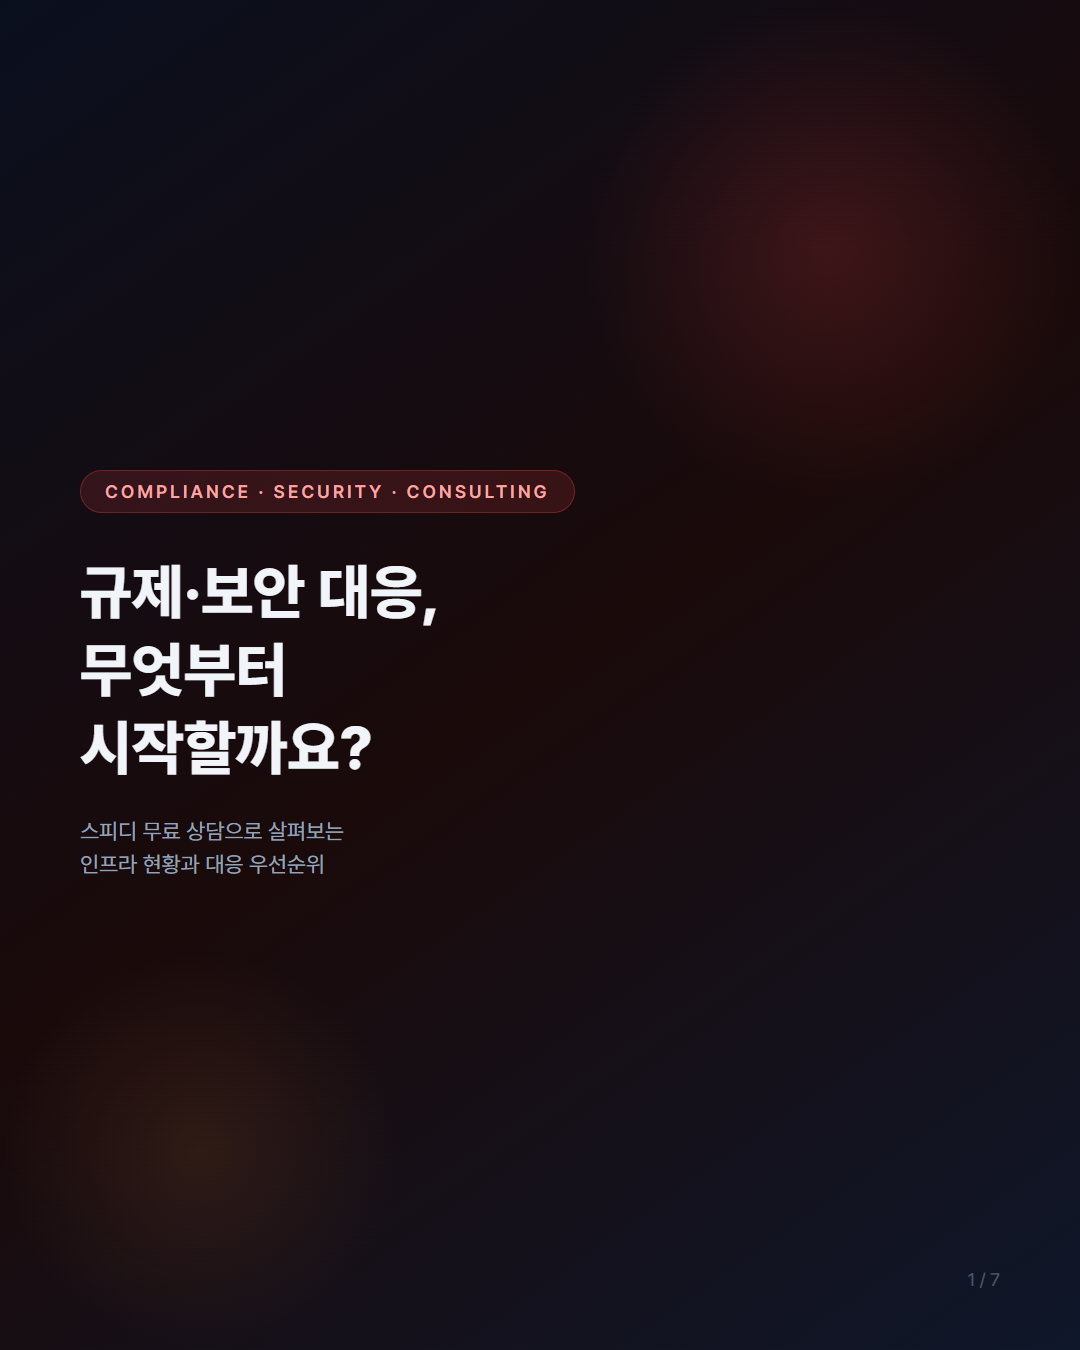 COMPLIANCE · SECURITY · CONSULTING
규제·보안 대응,
무엇부터
시작할까요?
스피디 무료 상담으로 살펴보는
인프라 현황과 대응 우선순위
1 / 7